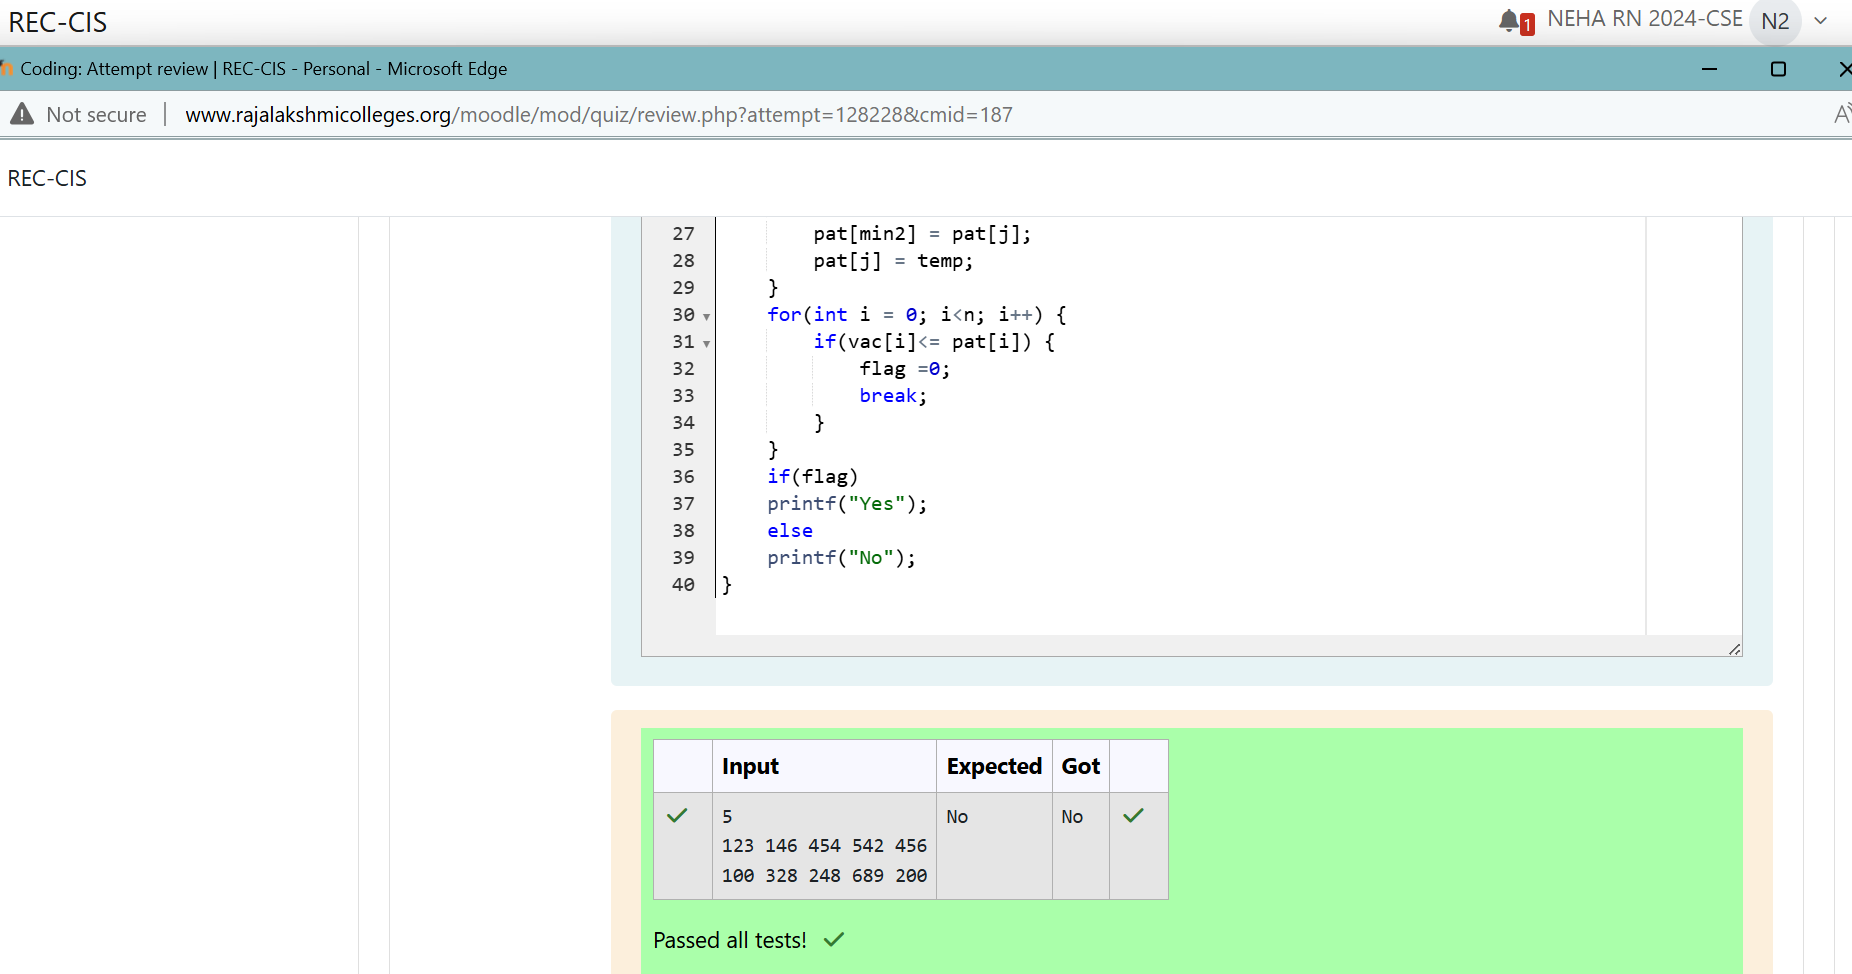 REC-CIS
1 NEHA RN 2024-CSE N2
Coding: Attempt review | REC-CIS - Personal - Microsoft Edge
Not secure | www.rajalakshmicolleges.org/moodle/mod/quiz/review.php?attempt=128228&cmid=187
REC-CIS
27 pat[min2] = pat[j];
28 pat[j] = temp;
29 }
30 for(int i = 0; i<n; i++) {
31 if(vac[i]<= pat[i]) {
32 flag =0;
33 break;
34 }
35 }
36 if(flag)
37 printf("Yes");
38 else
39 printf("No");
40 }
Input Expected Got
5 No No
123 146 454 542 456
100 328 248 689 200
Passed all tests!